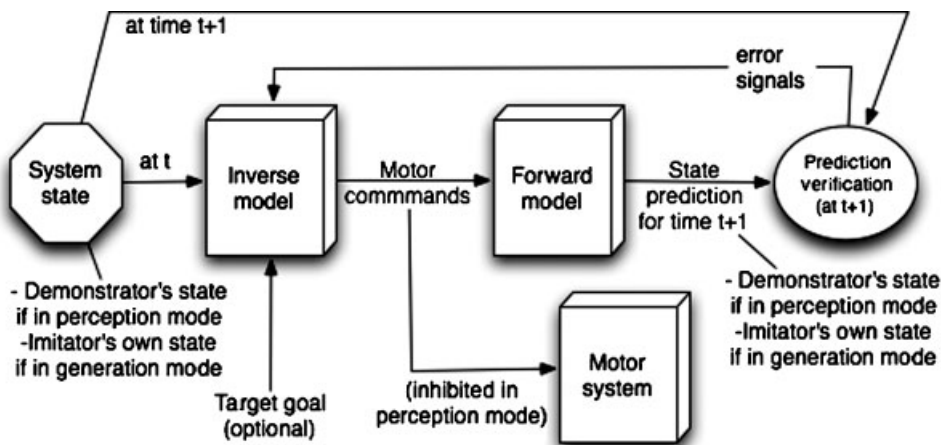 at time t+1
error
signals
System
state
at t
Inverse
model
Motor
commmands
Forward
model
State
prediction
for time t+1
Prediction
verification
(at t+1)
- Demonstrator's state
if in perception mode
-Imitator's own state
if in generation mode
Target goal
(optional)
(inhibited in
perception mode)
Motor
system
- Demonstrator's state
if in perception mode
-Imitator's own state
if in generation mode